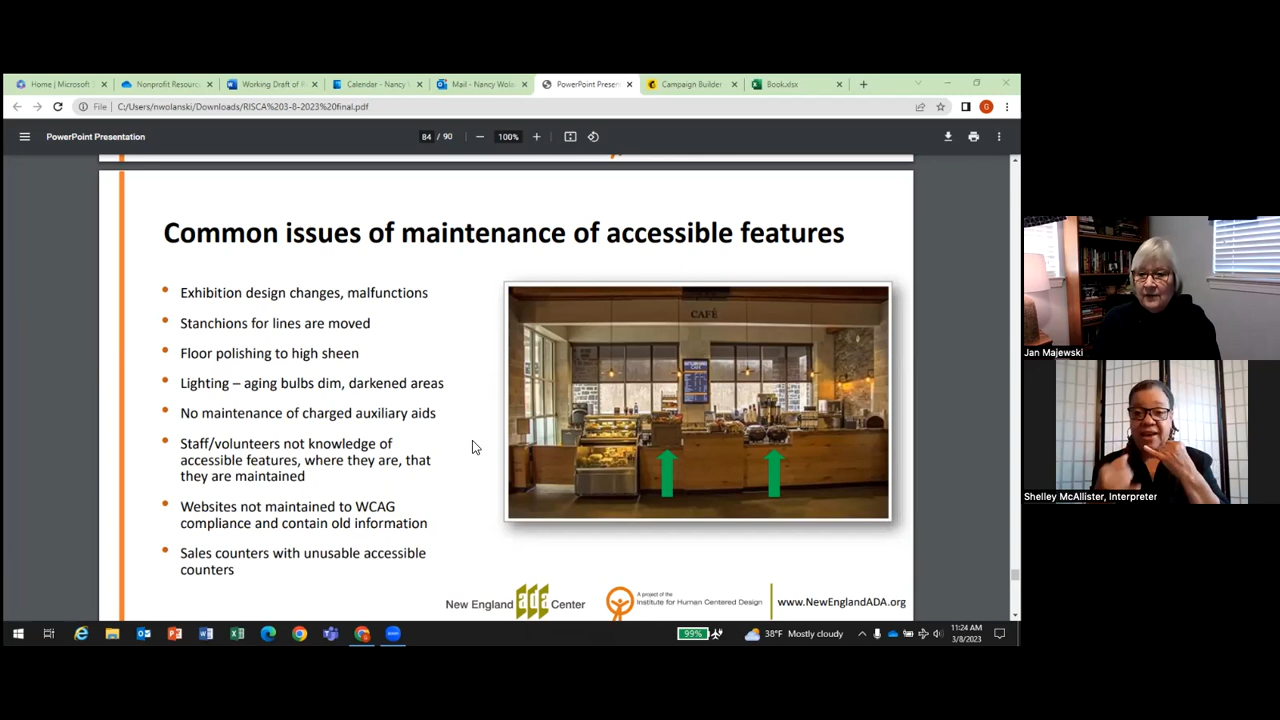 Home | Microsoft
Nonprofit Resourc
Working Draft of R
Calendar - Nancy
Mail - Nancy Wola
PowerPoint Presen
Campaign Builder
Book.xlsx
File
C:/Users/nwolanski/Downloads/RISCA%203-8-2023%20final.pdf
G
PowerPoint Presentation
84 / 90
100%
Common issues of maintenance of accessible features
• Exhibition design changes, malfunctions
• Stanchions for lines are moved
• Floor polishing to high sheen
• Lighting – aging bulbs dim, darkened areas
• No maintenance of charged auxiliary aids
• Staff/volunteers not knowledge of
accessible features, where they are, that
they are maintained
• Websites not maintained to WCAG
compliance and contain old information
• Sales counters with unusable accessible
counters
CAFÉ
New England ada Center
A project of the
Institute for Human Centered Design
www.NewEnglandADA.org
Jan Majewski
Shelley McAllister, Interpreter
99%
38°F Mostly cloudy
11:24 AM
3/8/2023